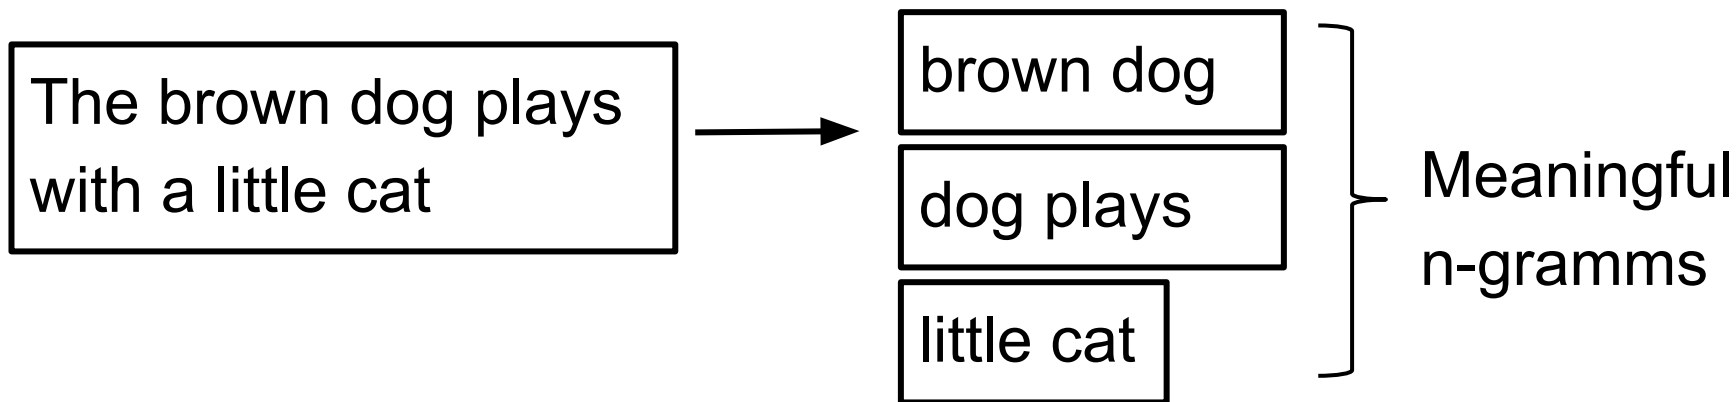 The brown dog plays
with a little cat
brown dog
dog plays
little cat
Meaningful
n-gramms